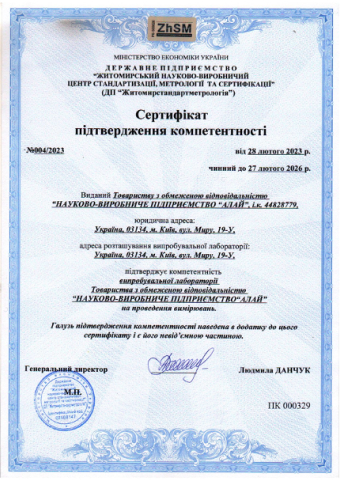 ZhSM
МІНІСТЕРСТВО ЕКОНОМІКИ УКРАЇНИ
ДЕРЖАВНЕ ПІДПРИЄМСТВО
"ЖИТОМИРСЬКИЙ НАУКОВО-ВИРОБНИЧИЙ
ЦЕНТР СТАНДАРТИЗАЦІЇ, МЕТРОЛОГІЇ ТА СЕРТИФІКАЦІЇ"
(ДП "Житомирстандартметрологія")
Сертифікат
підтвердження компетентності
№004/2023
від 28 лютого 2023 р.
чинний до 27 лютого 2026 р.
Виданий Товариству з обмеженою відповідальністю
"НАУКОВО-ВИРОБНИЧЕ ПІДПРИЄМСТВО "АЛАЙ", і.к. 44828779,
юридична адреса:
Україна, 03134, м. Київ, вул. Миру, 19-У,
адреса розташування випробувальної лабораторії:
Україна, 03134, м. Київ, вул. Миру, 19-У,
підтверджує компетентність
випробувальної лабораторії
Товариства з обмеженою відповідальністю
"НАУКОВО-ВИРОБНИЧЕ ПІДПРИЄМСТВО"АЛАЙ"
на проведення вимірювань.
Галузь підтвердження компетентності наведена в додатку до цього
сертифікату і є його невід'ємною частиною.
Генеральний директор
Людмила ДАНЧУК
М.П.
ПК 000329